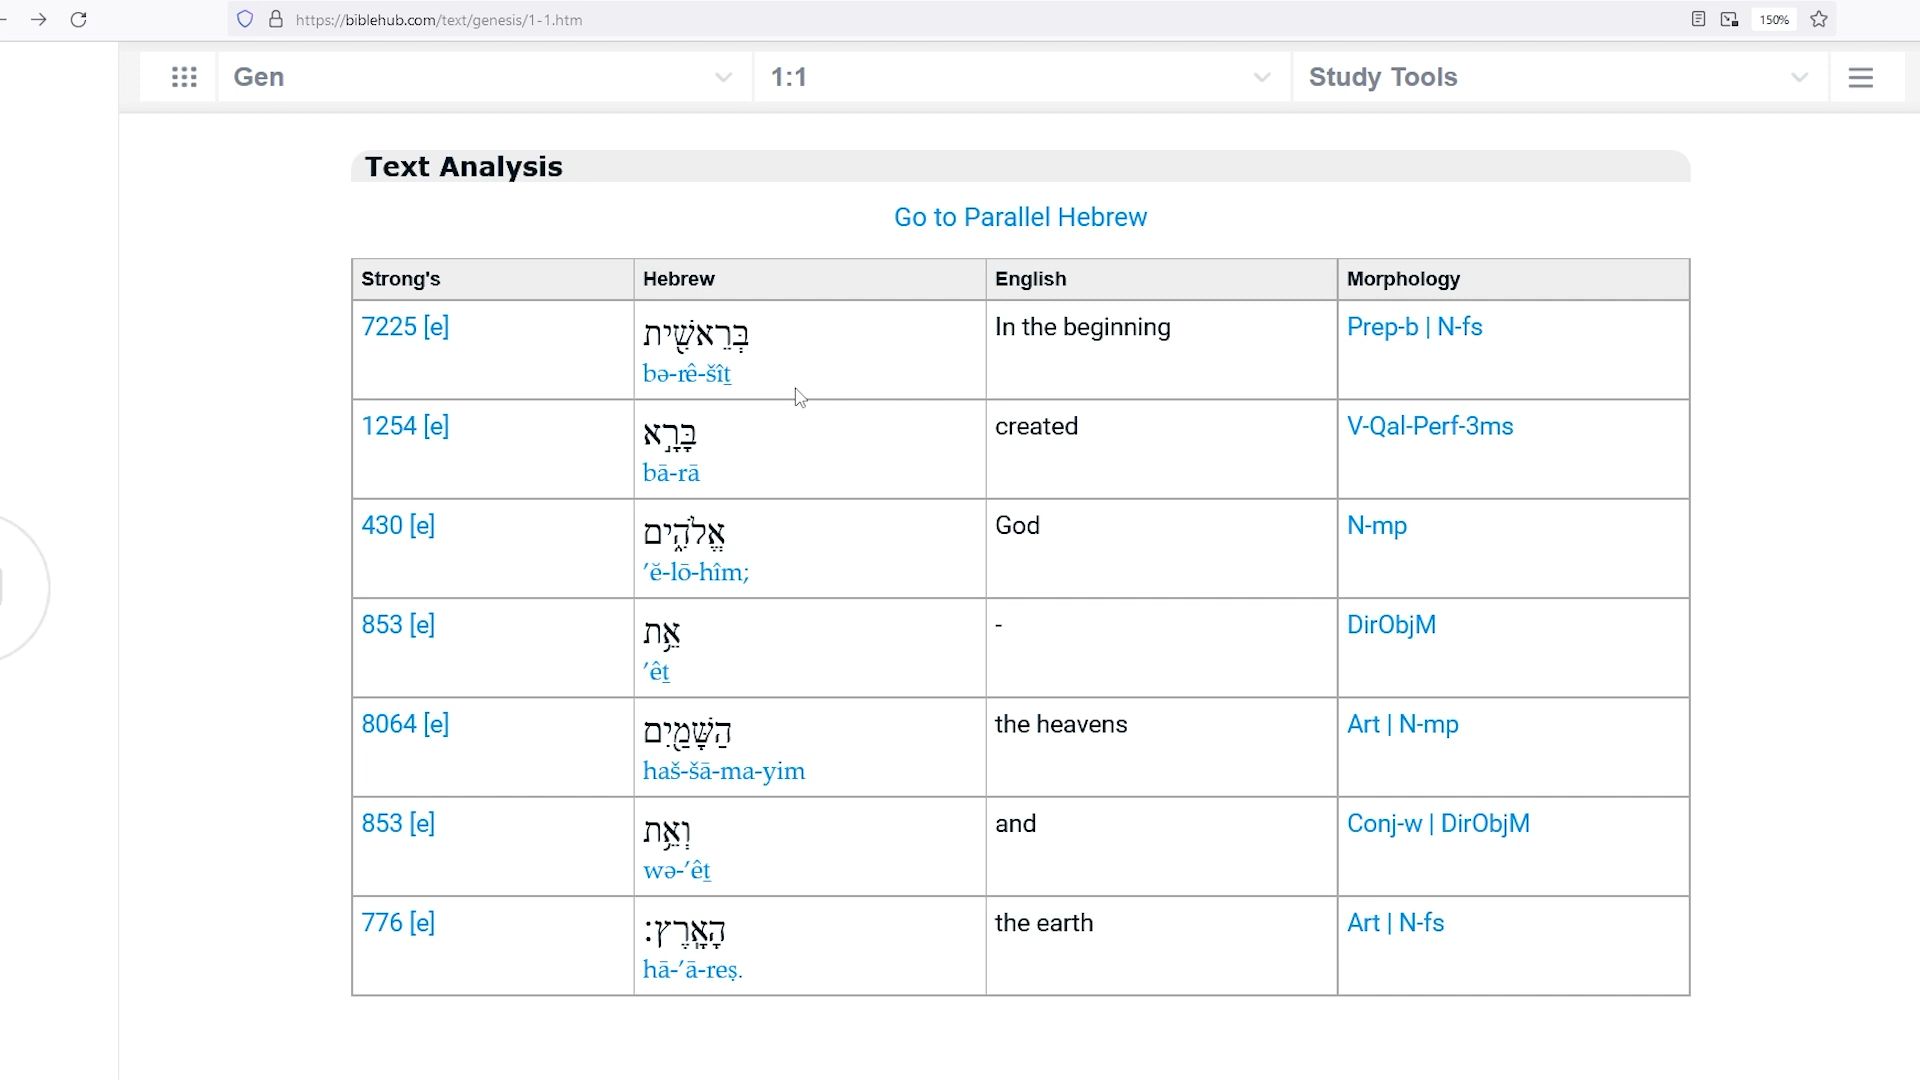 https://biblehub.com/text/genesis/1-1.htm 150%
Gen 1:1 Study Tools
Text Analysis
Go to Parallel Hebrew
Strong's Hebrew English Morphology
7225 [e] בְּרֵאשִׁ֖ית In the beginning Prep-b | N-fs
bə-rê-šîṯ
1254 [e] בָּרָ֣א created V-Qal-Perf-3ms
bā-rā
430 [e] אֱלֹהִ֑ים God N-mp
’ĕ-lō-hîm;
853 [e] אֵ֥ת - DirObjM
’êṯ
8064 [e] הַשָּׁמַ֖יִם the heavens Art | N-mp
haš-šā-ma-yim
853 [e] וְאֵ֥ת and Conj-w | DirObjM
wə-’êṯ
776 [e] הָאָֽרֶץ׃ the earth Art | N-fs
hā-’ā-reṣ.